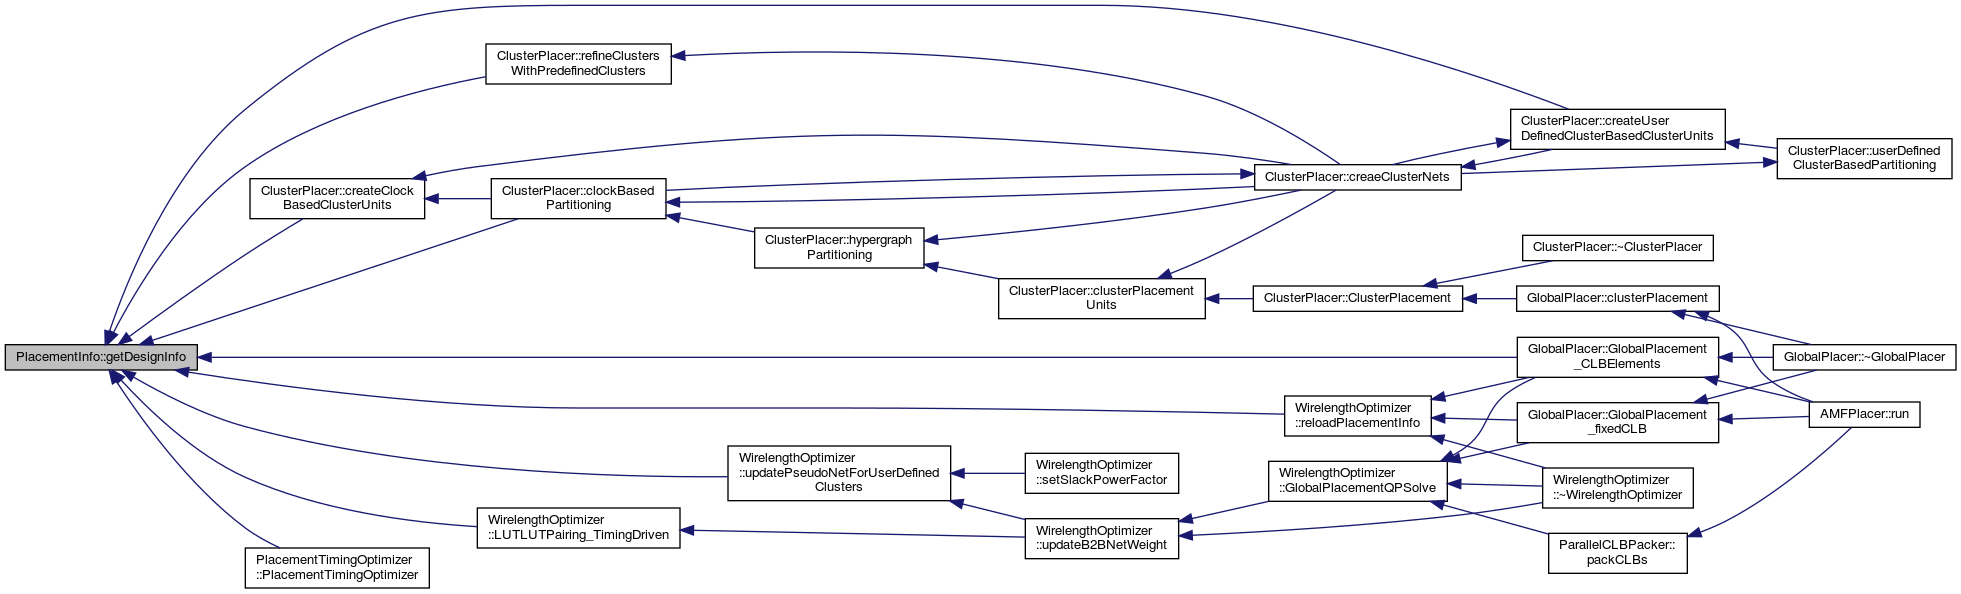 ClusterPlacer::refineClusters
WithPredefinedClusters
ClusterPlacer::createUser
DefinedClusterBasedClusterUnits
ClusterPlacer::userDefined
ClusterBasedPartitioning
ClusterPlacer::createClock
BasedClusterUnits
ClusterPlacer::clockBased
Partitioning
ClusterPlacer::creaeClusterNets
ClusterPlacer::hypergraph
Partitioning
ClusterPlacer::~ClusterPlacer
ClusterPlacer::clusterPlacement
Units
ClusterPlacer::ClusterPlacement
GlobalPlacer::clusterPlacement
PlacementInfo::getDesignInfo
GlobalPlacer::GlobalPlacement
_CLBElements
GlobalPlacer::~GlobalPlacer
WirelengthOptimizer
::reloadPlacementInfo
GlobalPlacer::GlobalPlacement
_fixedCLB
AMFPlacer::run
WirelengthOptimizer
::updatePseudoNetForUserDefined
Clusters
WirelengthOptimizer
::setSlackPowerFactor
WirelengthOptimizer
::GlobalPlacementQPSolve
WirelengthOptimizer
::~WirelengthOptimizer
WirelengthOptimizer
::LUTLUTPairing_TimingDriven
WirelengthOptimizer
::updateB2BNetWeight
ParallelCLBPacker::
packCLBs
PlacementTimingOptimizer
::PlacementTimingOptimizer